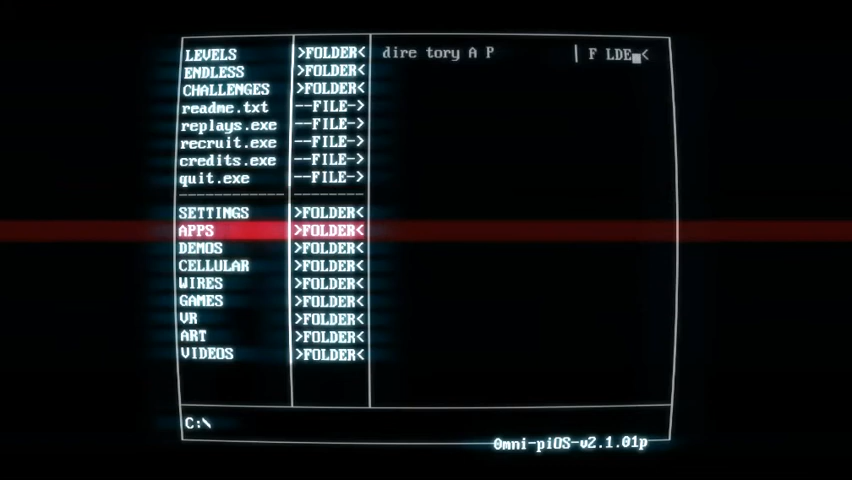 LEVELS >FOLDER< dire tory A P | F LDE<
ENDLESS >FOLDER<
CHALLENGES >FOLDER<
readme.txt --FILE->
replays.exe --FILE->
recruit.exe --FILE->
credits.exe --FILE->
quit.exe --FILE->
SETTINGS >FOLDER<
APPS >FOLDER<
DEMOS >FOLDER<
CELLULAR >FOLDER<
WIRES >FOLDER<
GAMES >FOLDER<
VR >FOLDER<
ART >FOLDER<
VIDEOS >FOLDER<
C:\
Omni-piOS-v2.1.01p